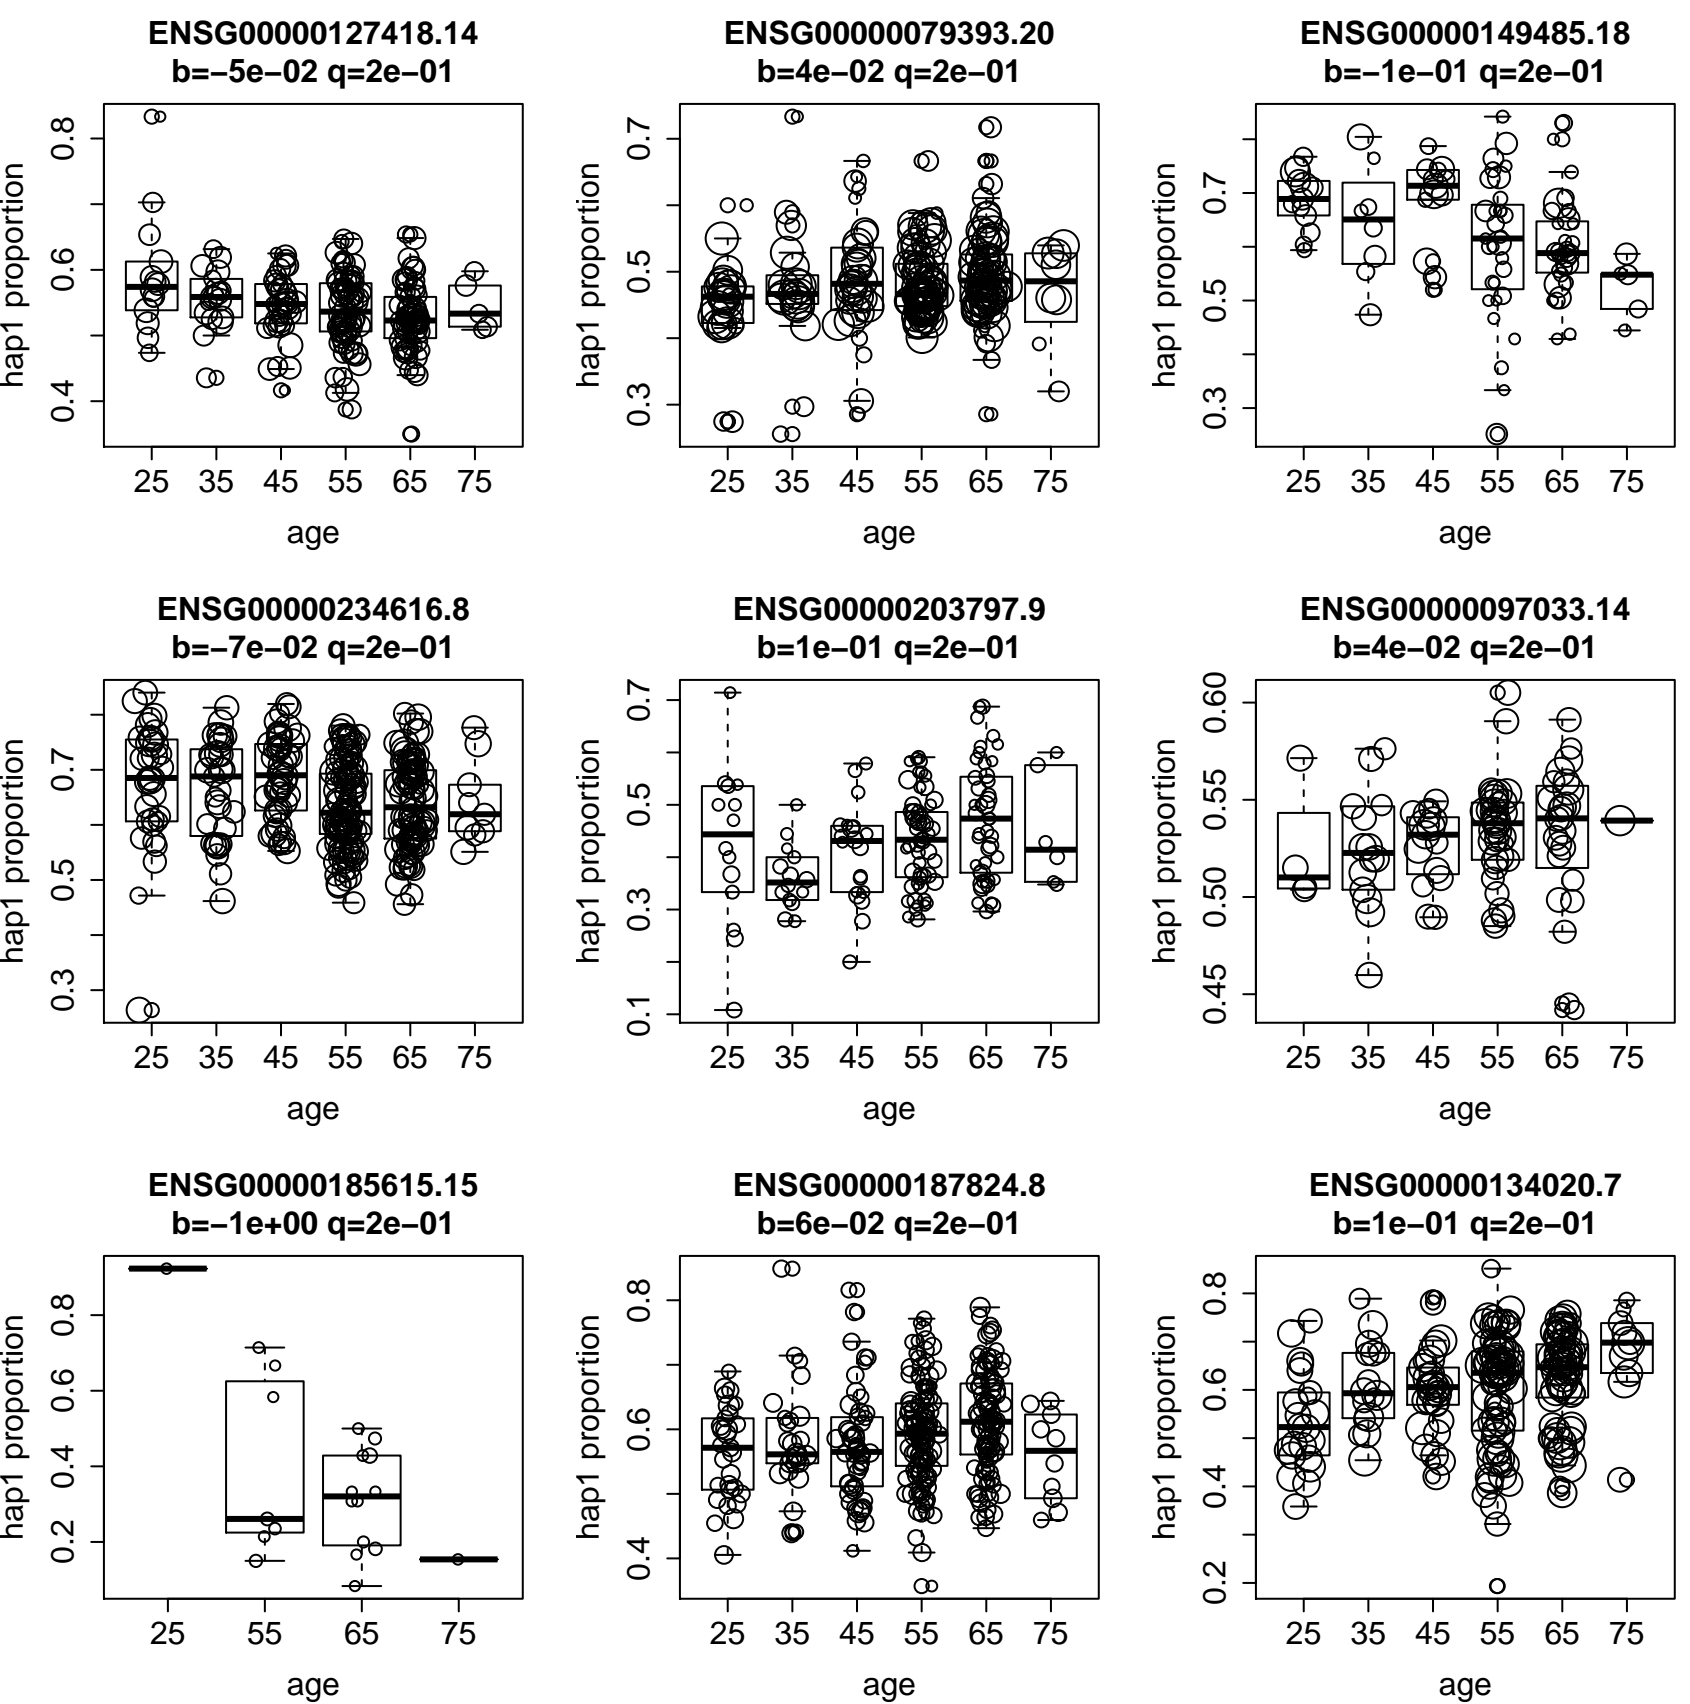 ENSG00000127418.14
b=−5e−02 q=2e−01
hap1 proportion
0.8
0.6
0.4
25 35 45 55 65 75
age
ENSG00000079393.20
b=4e−02 q=2e−01
hap1 proportion
0.7
0.5
0.3
25 35 45 55 65 75
age
ENSG00000149485.18
b=−1e−01 q=2e−01
hap1 proportion
0.7
0.5
0.3
25 35 45 55 65 75
age
ENSG00000234616.8
b=−7e−02 q=2e−01
hap1 proportion
0.7
0.5
0.3
25 35 45 55 65 75
age
ENSG00000203797.9
b=1e−01 q=2e−01
hap1 proportion
0.7
0.5
0.3
0.1
25 35 45 55 65 75
age
ENSG00000097033.14
b=4e−02 q=2e−01
hap1 proportion
0.60
0.55
0.50
0.45
25 35 45 55 65 75
age
ENSG00000185615.15
b=−1e+00 q=2e−01
hap1 proportion
0.8
0.6
0.4
0.2
25 55 65 75
age
ENSG00000187824.8
b=6e−02 q=2e−01
hap1 proportion
0.8
0.6
0.4
25 35 45 55 65 75
age
ENSG00000134020.7
b=1e−01 q=2e−01
hap1 proportion
0.8
0.6
0.4
0.2
25 35 45 55 65 75
age